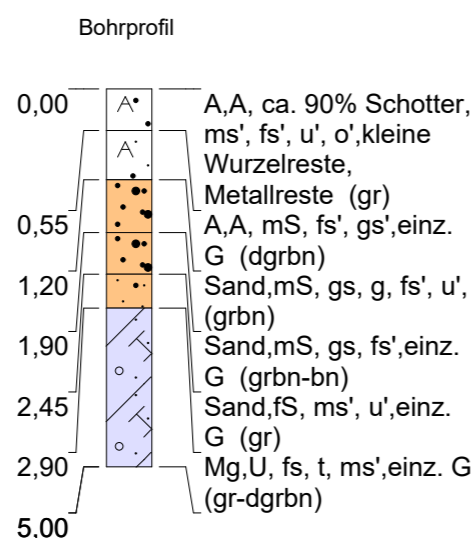 Bohrprofil
0,00
A,A, ca. 90% Schotter,
ms', fs', u', o',kleine
Wurzelreste,
Metallreste (gr)
0,55
A,A, mS, fs', gs',einz.
G (dgrbn)
1,20
Sand,mS, gs, g, fs', u',
(grbn)
1,90
Sand,mS, gs, fs',einz.
G (grbn-bn)
2,45
Sand,fS, ms', u',einz.
G (gr)
2,90
Mg,U, fs, t, ms',einz. G
(gr-dgrbn)
5,00
A
A